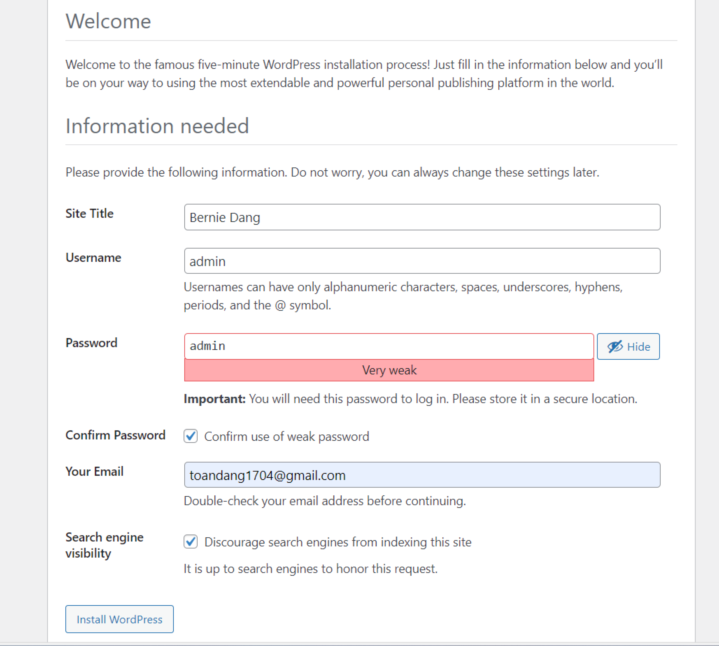 Welcome
Welcome to the famous five-minute WordPress installation process! Just fill in the information below and you'll
be on your way to using the most extendable and powerful personal publishing platform in the world.
Information needed
Please provide the following information. Do not worry, you can always change these settings later.
Site Title
Bernie Dang
Username
admin
Usernames can have only alphanumeric characters, spaces, underscores, hyphens,
periods, and the @ symbol.
Password
admin
Hide
Very weak
Important: You will need this password to log in. Please store it in a secure location.
Confirm Password
Confirm use of weak password
Your Email
toandang1704@gmail.com
Double-check your email address before continuing.
Search engine
visibility
Discourage search engines from indexing this site
It is up to search engines to honor this request.
Install WordPress